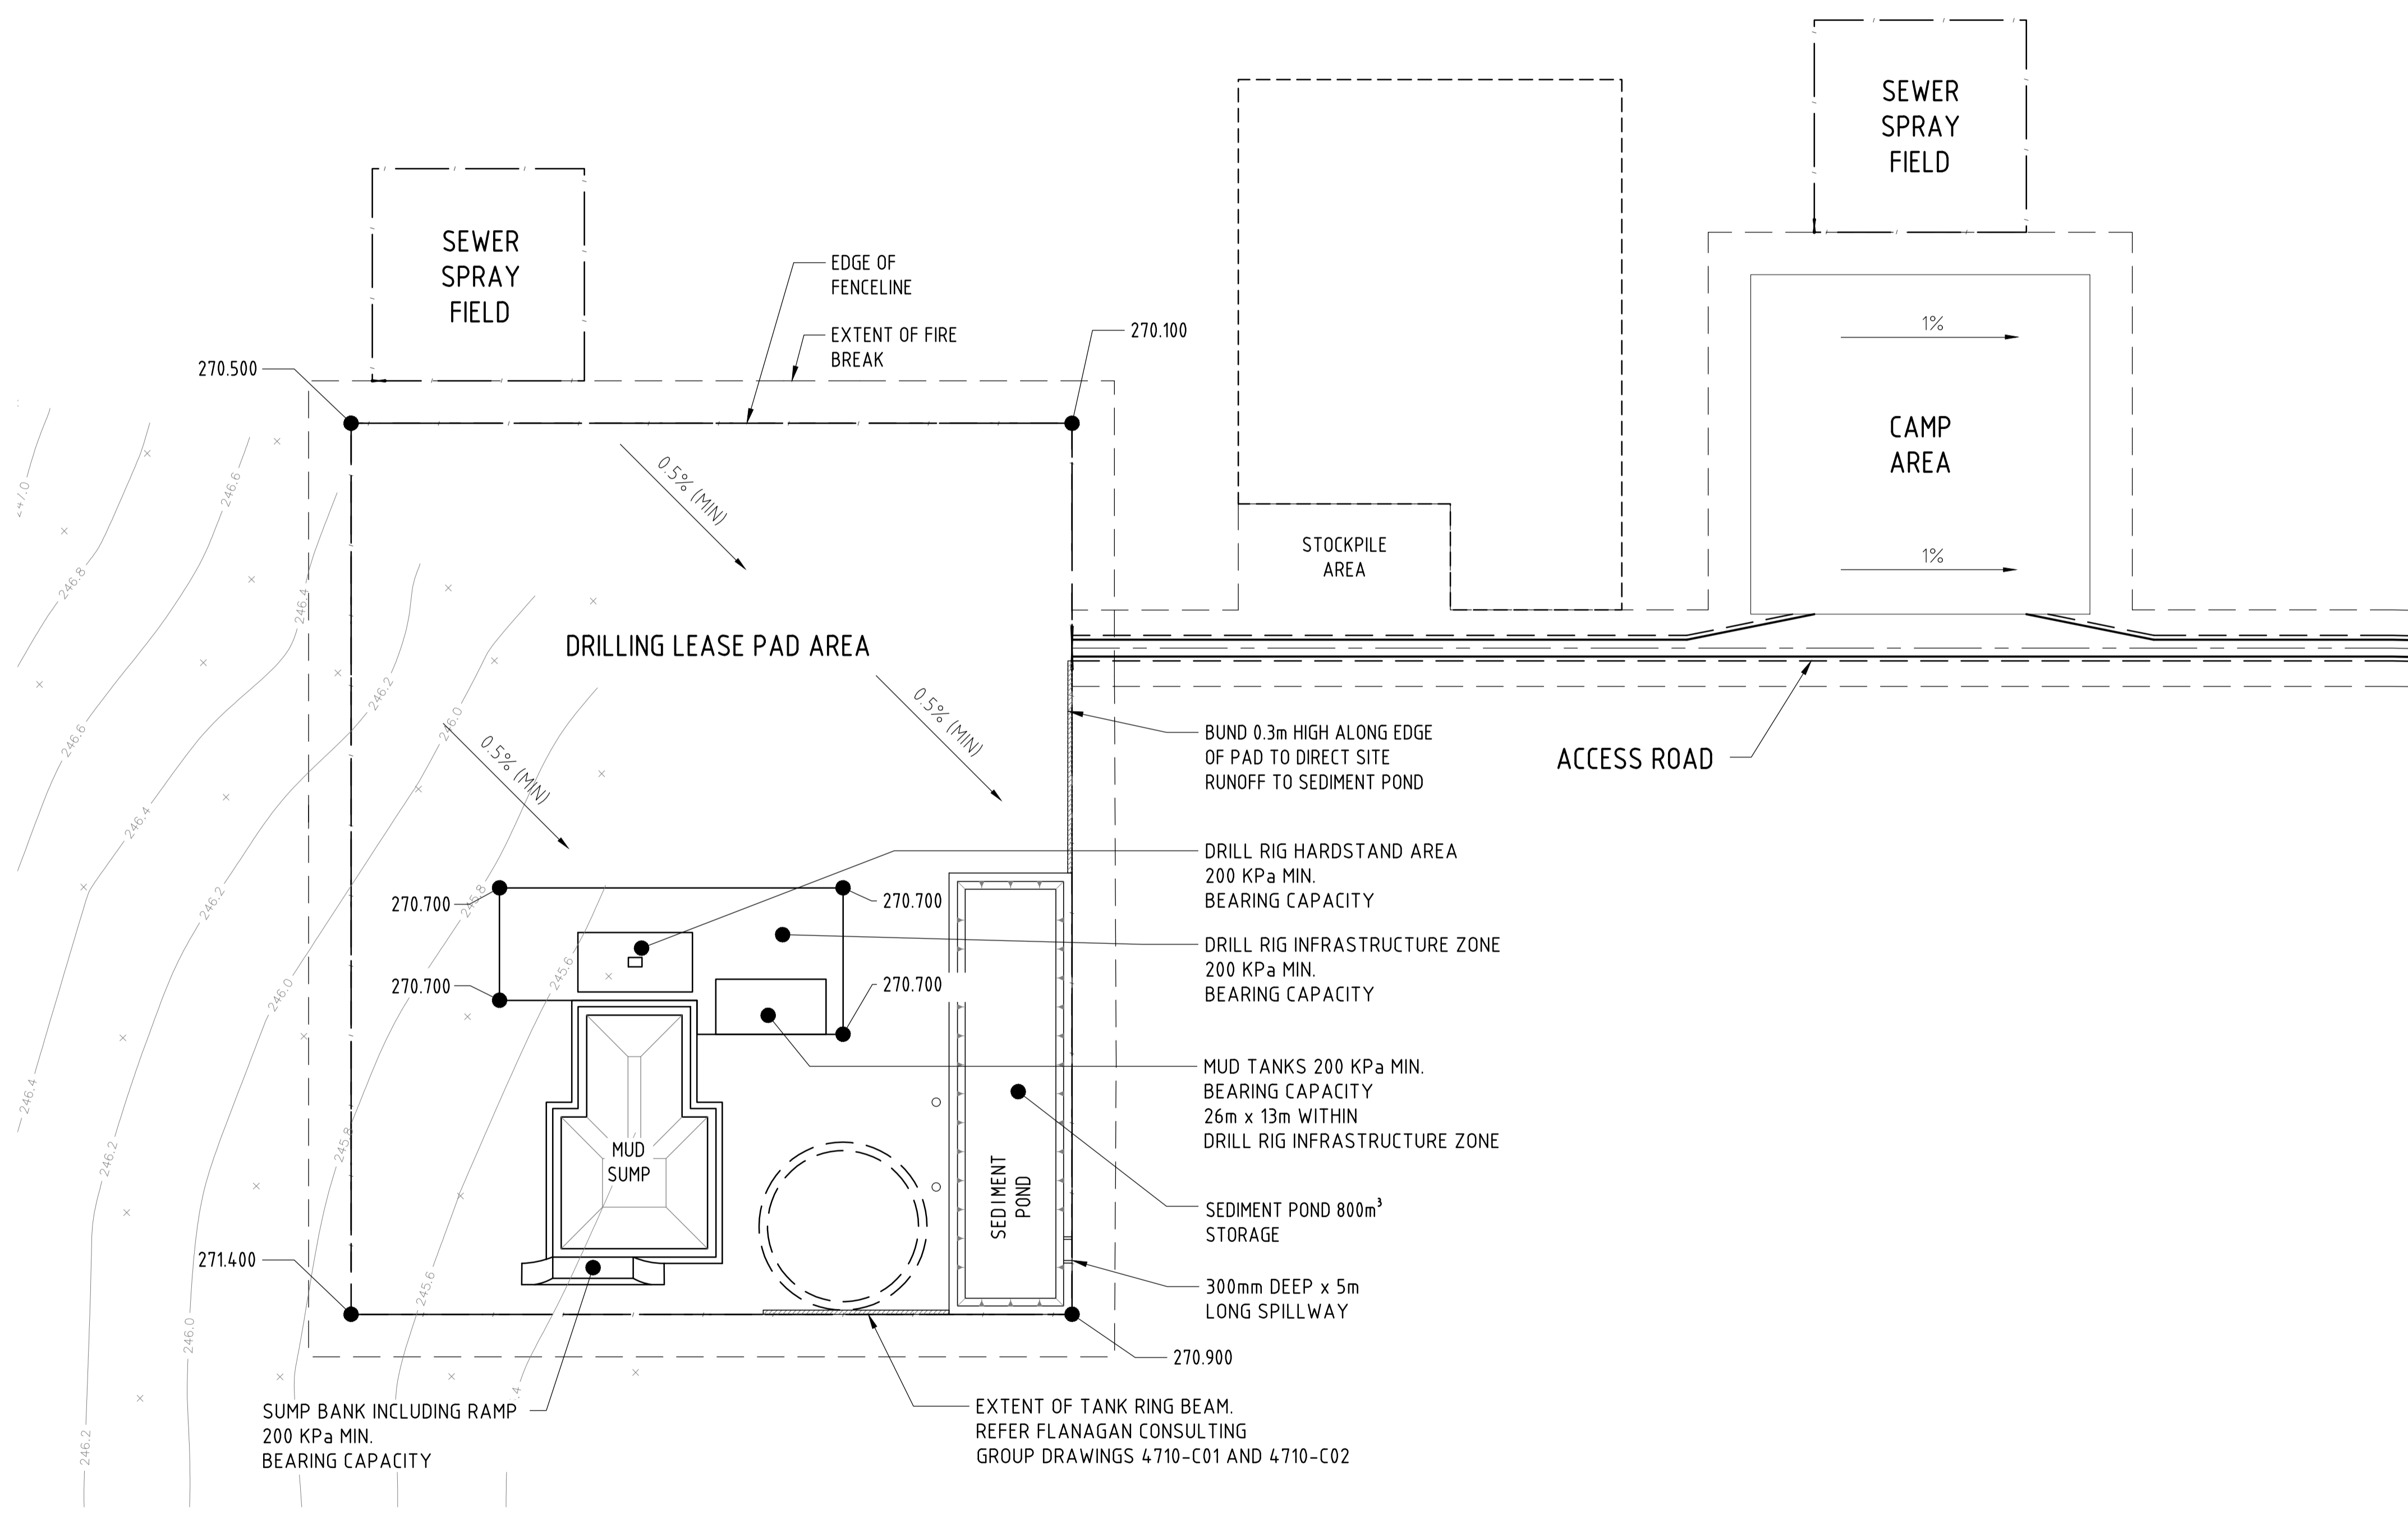 SEWER
SPRAY
FIELD
SEWER
SPRAY
FIELD
EDGE OF
FENCELINE
EXTENT OF FIRE
BREAK
270.100
270.500
1%
CAMP
AREA
1%
STOCKPILE
AREA
0.5% (MIN)
DRILLING LEASE PAD AREA
0.5% (MIN)
0.5% (MIN)
BUND 0.3m HIGH ALONG EDGE
OF PAD TO DIRECT SITE
RUNOFF TO SEDIMENT POND
ACCESS ROAD
DRILL RIG HARDSTAND AREA
200 KPa MIN.
BEARING CAPACITY
270.700
270.700
DRILL RIG INFRASTRUCTURE ZONE
200 KPa MIN.
BEARING CAPACITY
270.700
270.700
MUD TANKS 200 KPa MIN.
BEARING CAPACITY
26m x 13m WITHIN
DRILL RIG INFRASTRUCTURE ZONE
MUD
SUMP
SEDIMENT
POND
SEDIMENT POND 800m³
STORAGE
271.400
300mm DEEP x 5m
LONG SPILLWAY
270.900
SUMP BANK INCLUDING RAMP
200 KPa MIN.
BEARING CAPACITY
EXTENT OF TANK RING BEAM.
REFER FLANAGAN CONSULTING
GROUP DRAWINGS 4710-C01 AND 4710-C02
246.6
246.8
246.4
246.2
246.0
246.6
246.4
246.2
245.8
246.0
245.6
246.4
246.2
245.8
245.6
246.0
246.2